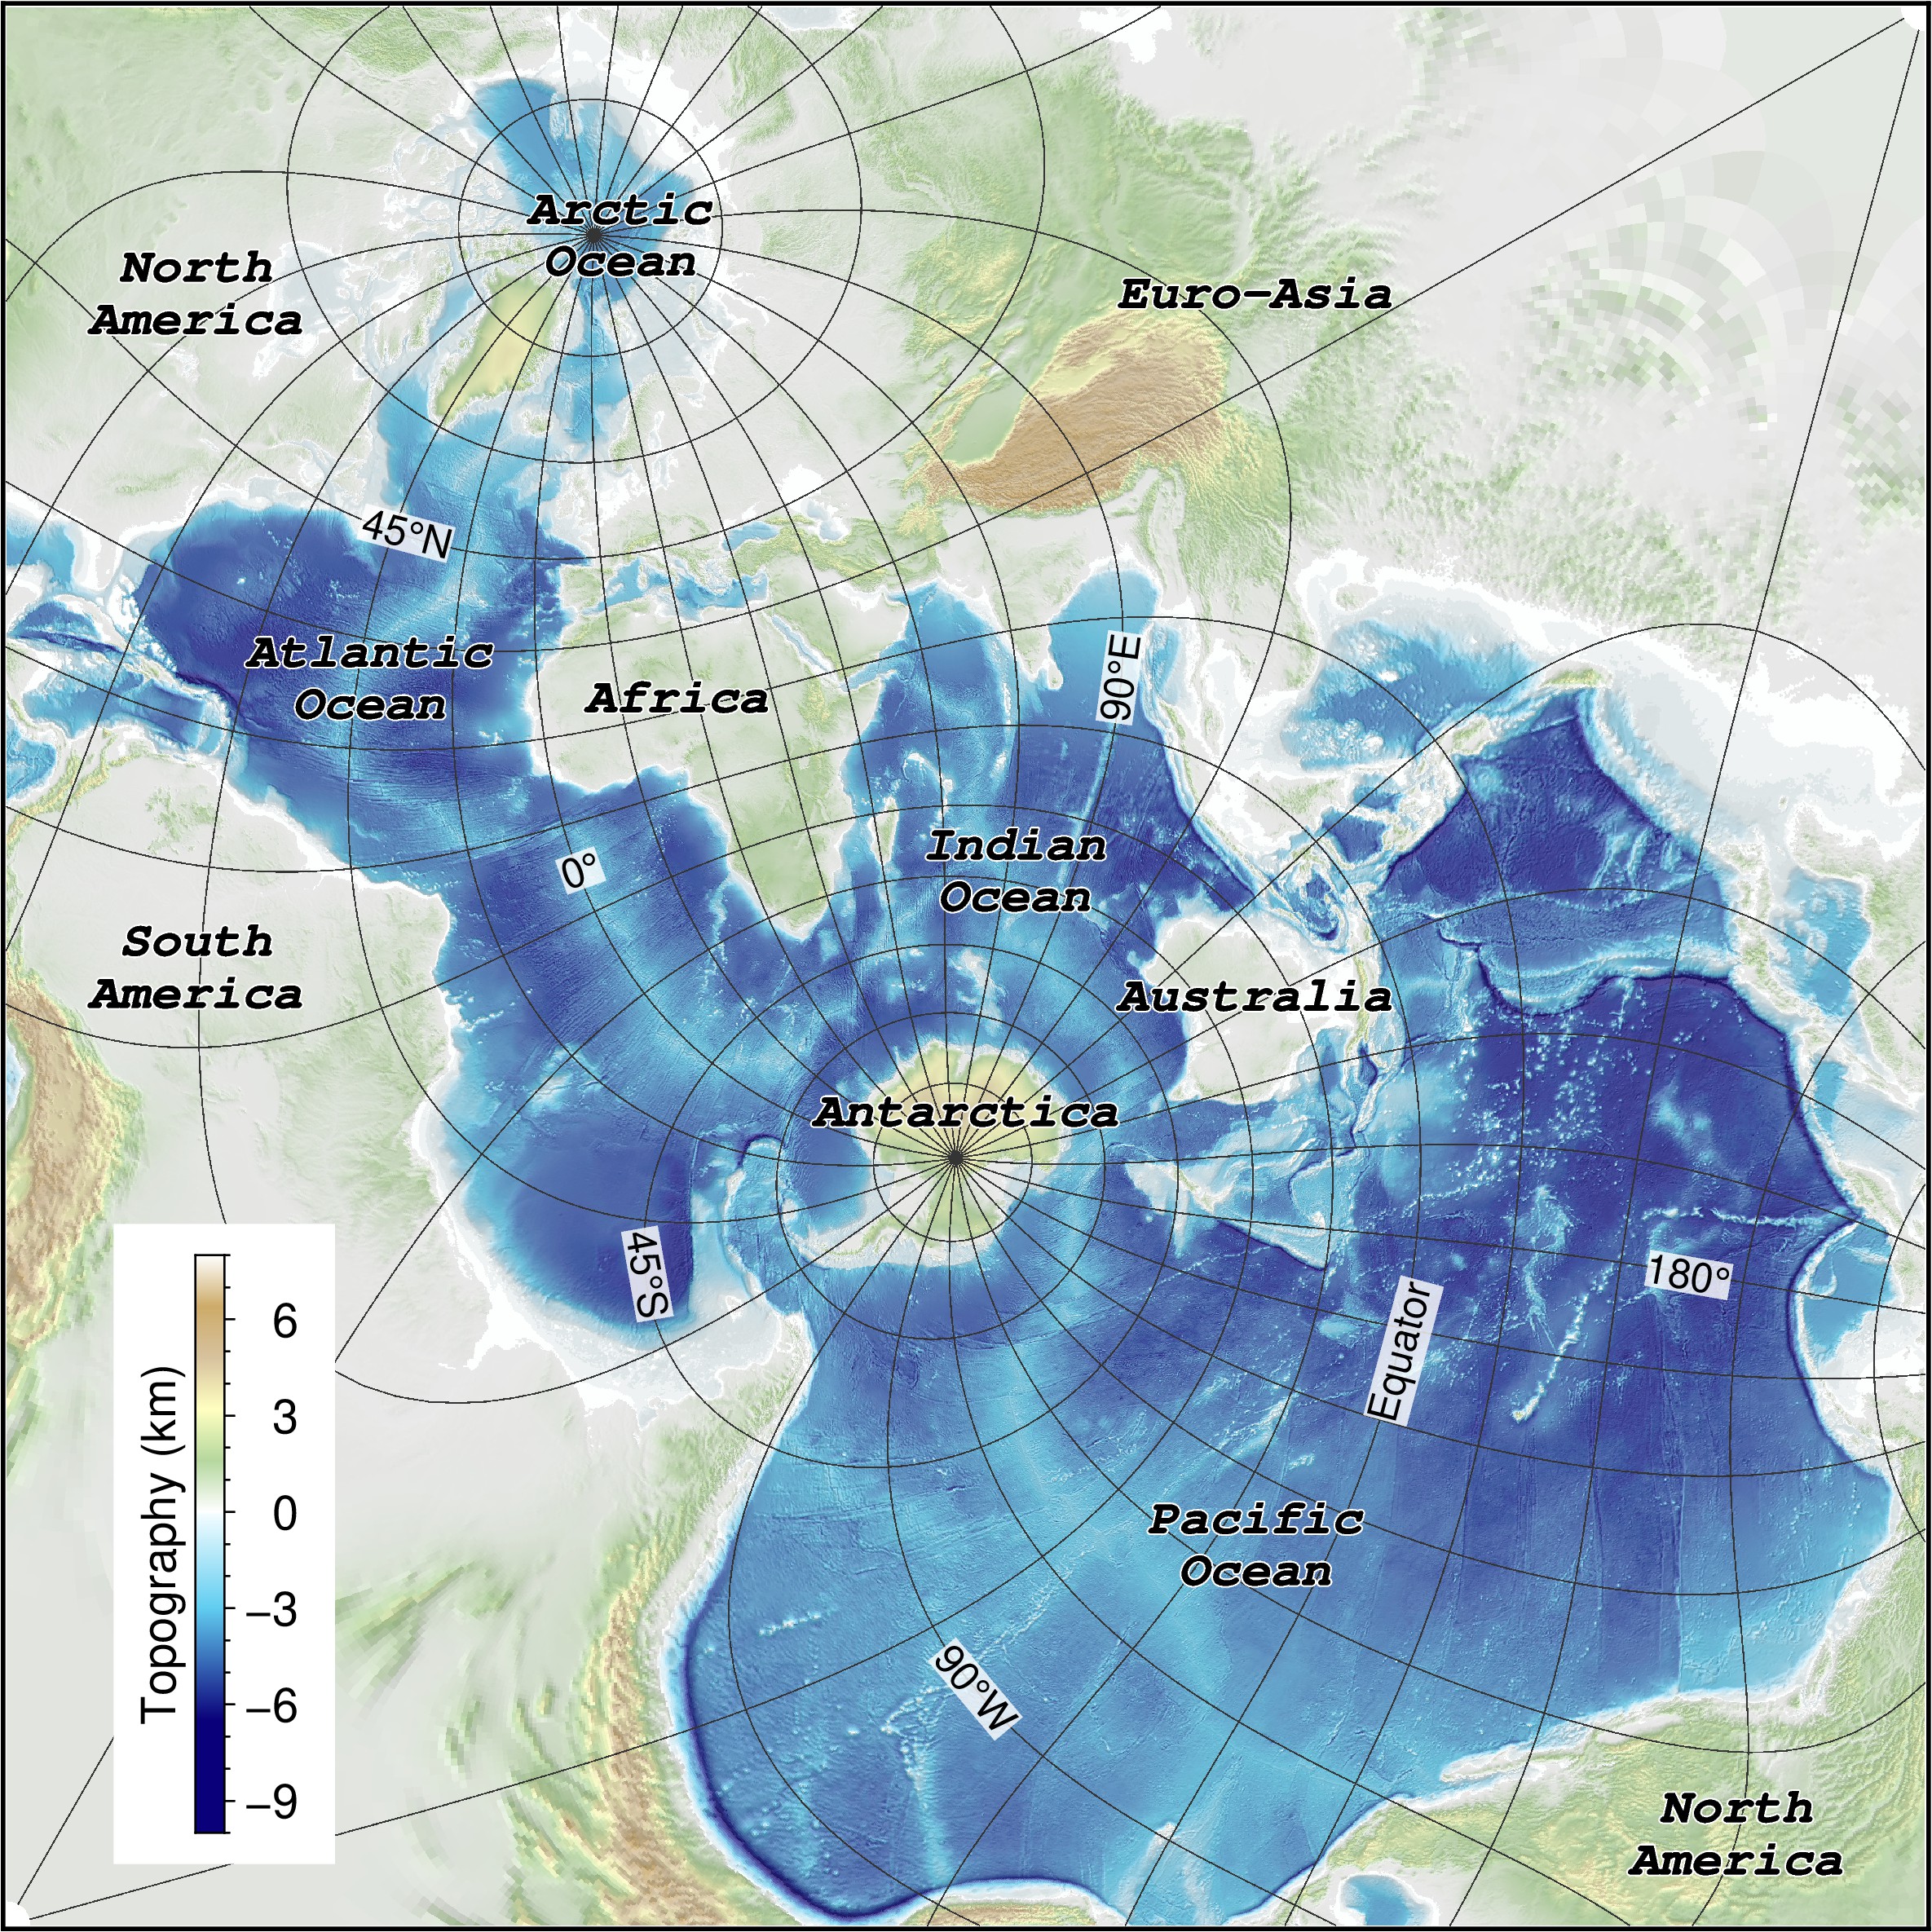 Arctic
Ocean
North
America
Euro-Asia
45°N
Atlantic
Ocean
Africa
90°E
Indian
Ocean
0°
South
America
Australia
Antarctica
45°S
180°
Equator
Pacific
Ocean
90°W
North
America
Topography (km)
6
3
0
−3
−6
−9